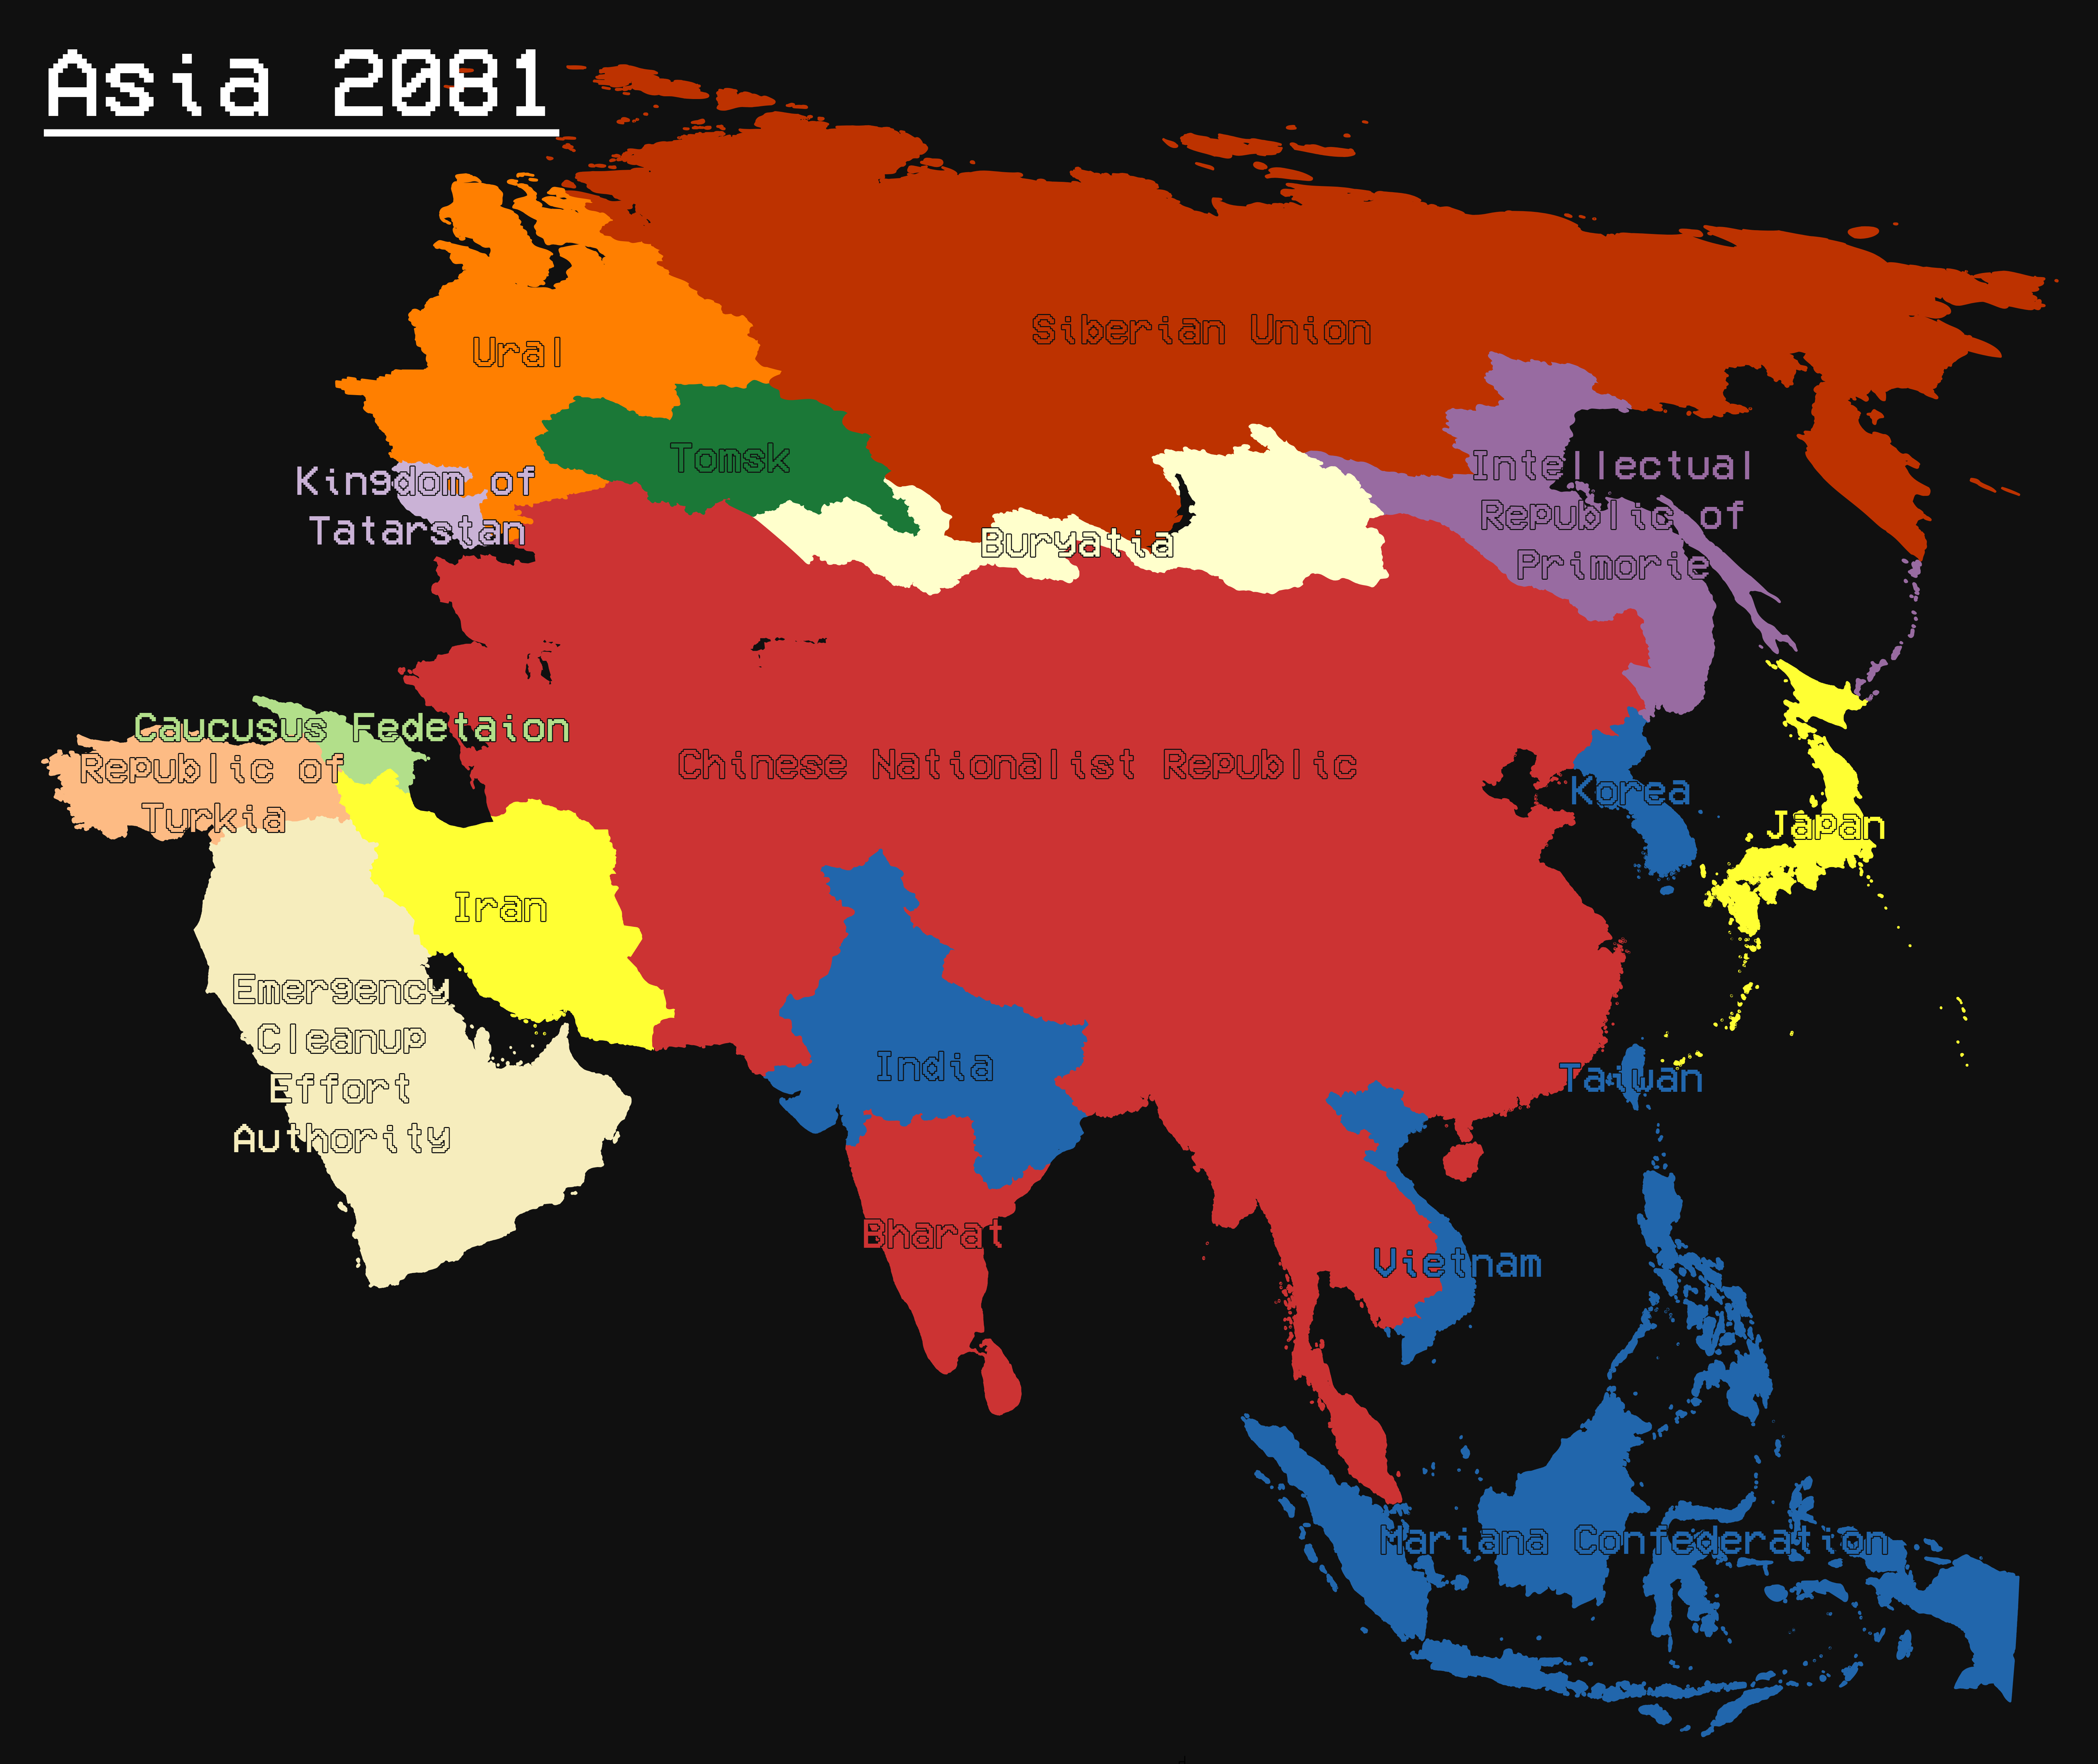 Asia 2081
Siberian Union
Ural
Tomsk
Kingdom of
Tatarstan
Intellectual
Republic of
Primorie
Buryatia
Caucusus Fedetaion
Republic of
Turkia
Chinese Nationalist Republic
Korea
Japan
Iran
Emergency
Cleanup
Effort
Authority
India
Taiwan
Bharat
Vietnam
Mariana Confederation